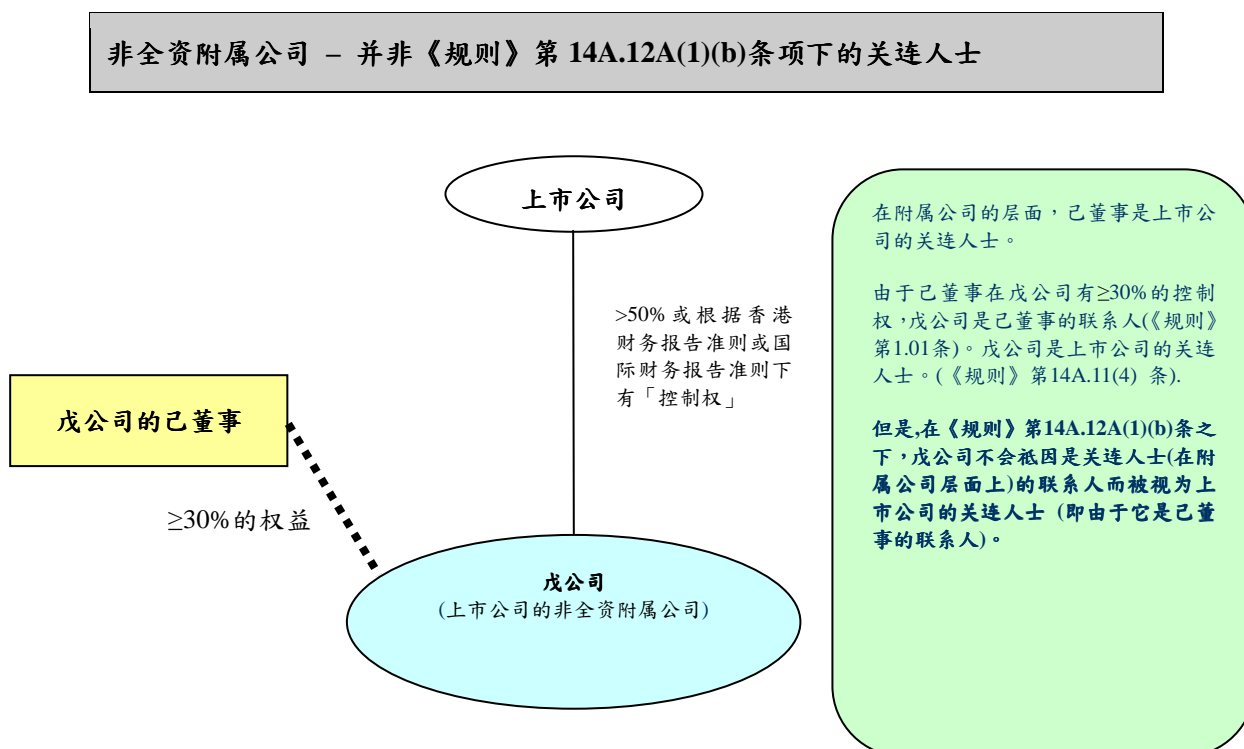 非全资附属公司 – 并非《规则》第 14A.12A(1)(b)条项下的关连人士
上市公司
>50% 或根据香港
财务报告准则或国
际财务报告准则下
有「控制权」
戊公司的己董事
≥30%的权益
戊公司
(上市公司的非全资附属公司)
在附属公司的层面，己董事是上市公
司的关连人士。
由于己董事在戊公司有≥30%的控制
权，戊公司是己董事的联系人(《规则》
第1.01条)。戊公司是上市公司的关连
人士。(《规则》第14A.11(4) 条).
但是,在《规则》第14A.12A(1)(b)条之
下，戊公司不会祗因是关连人士(在附
属公司层面上)的联系人而被视为上
市公司的关连人士 (即由于它是己董
事的联系人)。